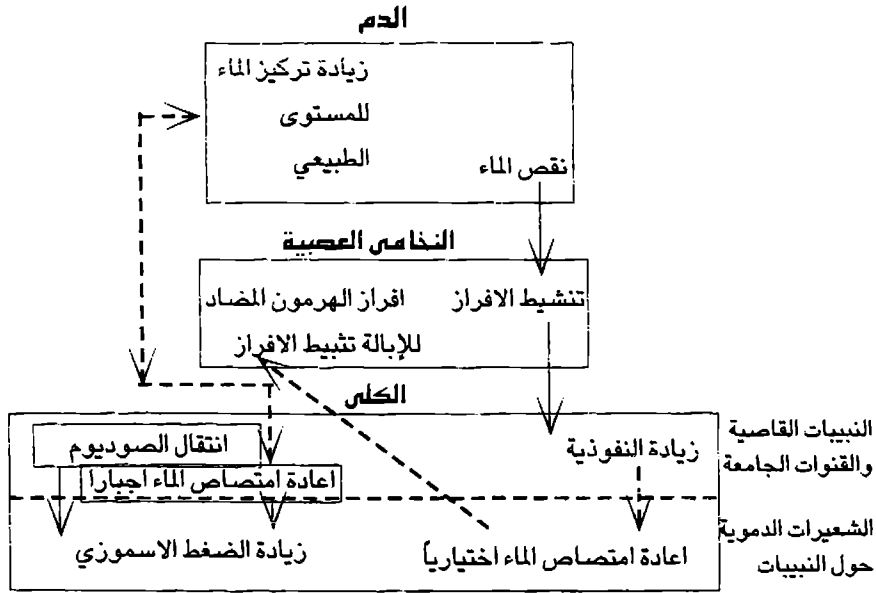 الدم
زيادة تركيز الماء
للمستوى
الطبيعي
نقص الماء
النخامى العصبية
تنشيط الافراز
افراز الهرمون المضاد
للإبالة تثبيط الافراز
الكلى
النبيبات القاصية
والقنوات الجامعة
زيادة النفوذية
انتقال الصوديوم
اعادة امتصاص الماء اجبارا
الشعيرات الدموية
حول النبيبات
اعادة امتصاص الماء اختيارياً
زيادة الضغط الاسموزي